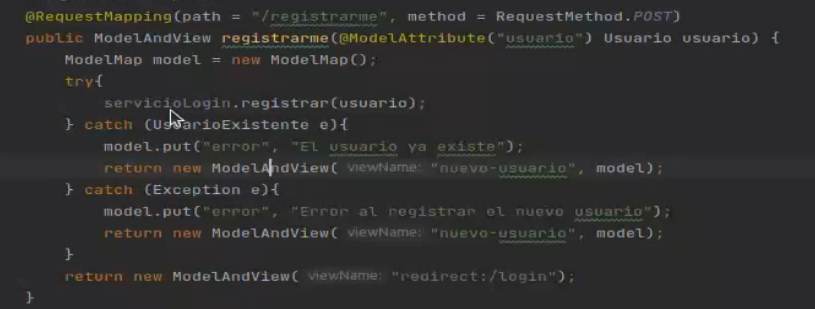 @RequestMapping(path = "/registrarme", method = RequestMethod.POST)
public ModelAndView registrarme(@ModelAttribute("usuario") Usuario usuario) {
    ModelMap model = new ModelMap();
    try{
        servicioLogin.registrar(usuario);
    } catch (UsuarioExistente e){
        model.put("error", "El usuario ya existe");
        return new ModelAndView( viewName: "nuevo-usuario", model);
    } catch (Exception e){
        model.put("error", "Error al registrar el nuevo usuario");
        return new ModelAndView( viewName: "nuevo-usuario", model);
    }
    return new ModelAndView( viewName: "redirect:/login");
}